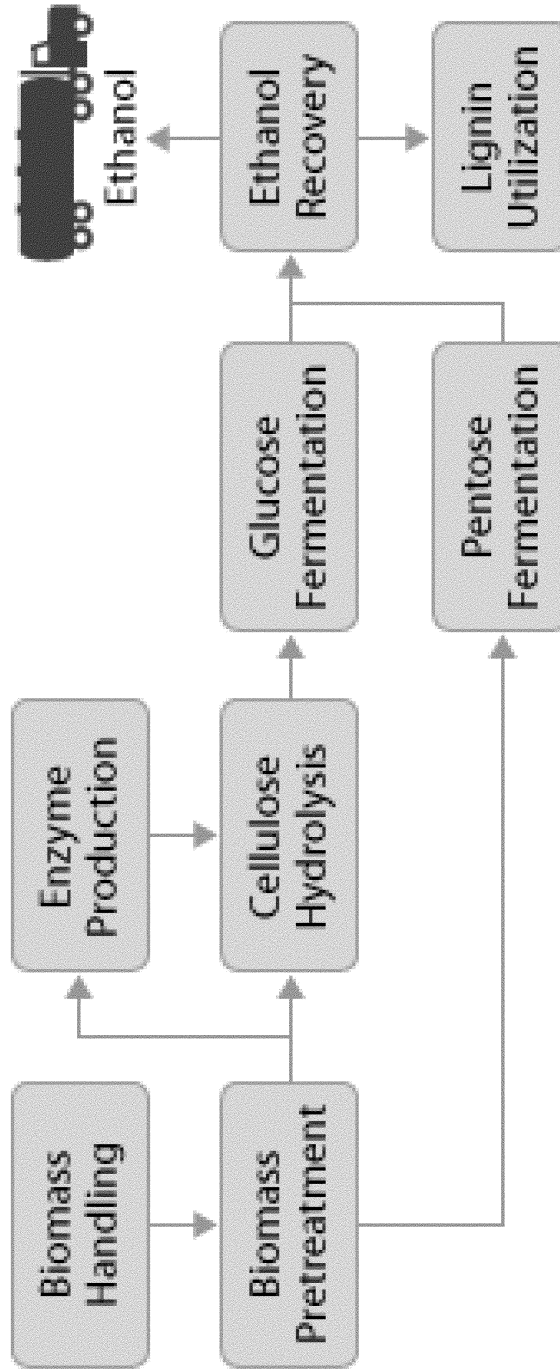 Biomass
Handling
Biomass
Pretreatment
Enzyme
Production
Cellulose
Hydrolysis
Glucose
Fermentation
Pentose
Fermentation
Ethanol
Ethanol
Recovery
Lignin
Utilization